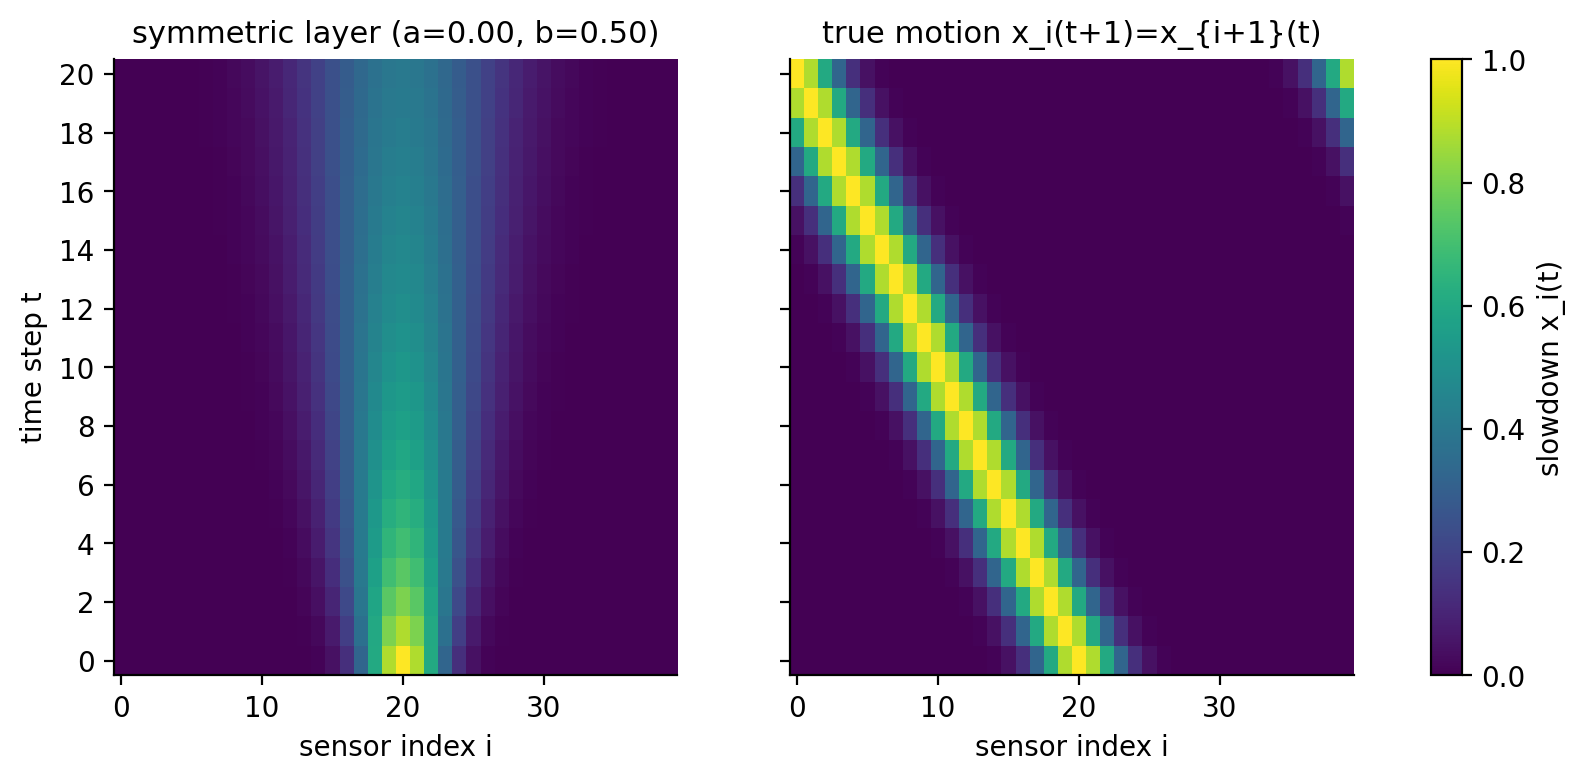 symmetric layer (a=0.00, b=0.50)
true motion x_i(t+1)=x_{i+1}(t)
time step t
20
18
16
14
12
10
8
6
4
2
0
0 10 20 30
sensor index i
0 10 20 30
sensor index i
1.0
0.8
0.6
0.4
0.2
0.0
slowdown x_i(t)